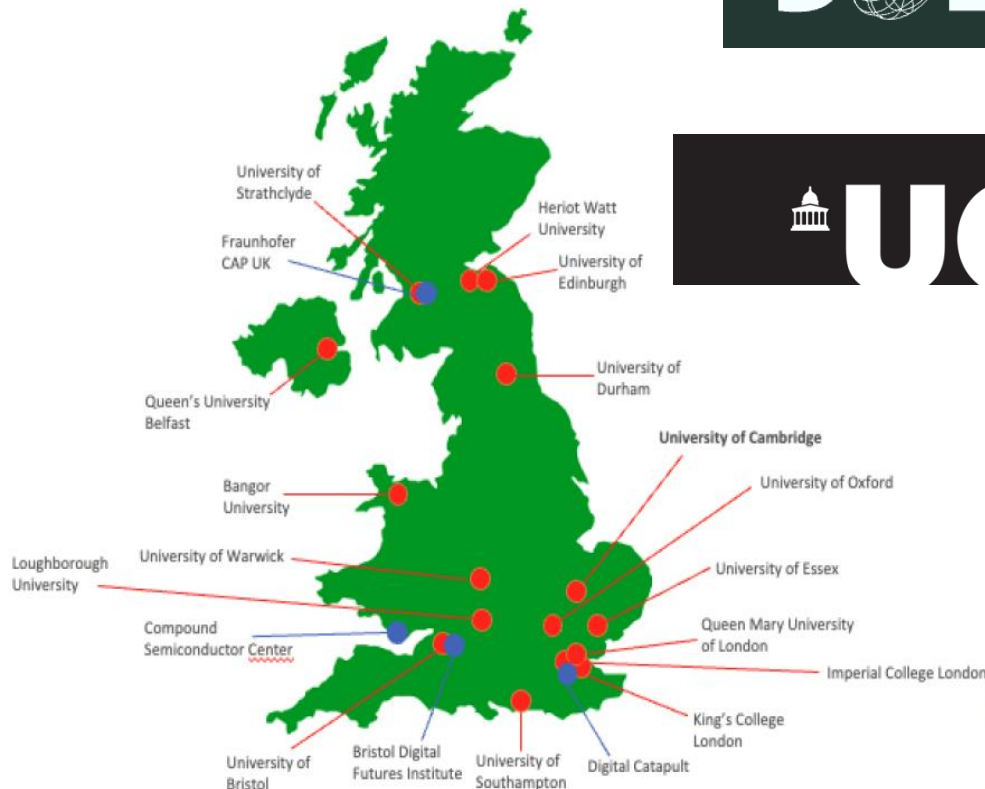 University of
Strathclyde
Heriot Watt
University
Fraunhofer
CAP UK
University of
Edinburgh
University of
Durham
Queen's University
Belfast
University of Cambridge
University of Oxford
Bangor
University
University of Warwick
Loughborough
University
University of Essex
Compound
Semiconductor Center
Queen Mary University
of London
Imperial College London
King's College
London
University of
Bristol
Bristol Digital
Futures Institute
University of
Southampton
Digital Catapult